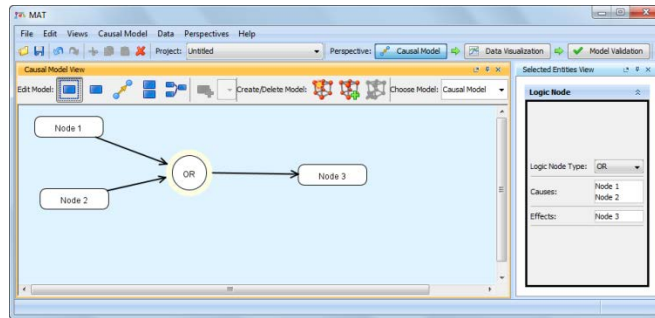 MAT
File Edit Views Causal Model Data Perspectives Help
Project: Untitled Perspective: Causal Model Data Visualization Model Validation
Causal Model View
Selected Entities View
Edit Model: Create/Delete Model: Choose Model: Causal Model
Logic Node
Node 1
OR
Node 3
Node 2
Logic Node Type: OR
Causes: Node 1
Node 2
Effects: Node 3